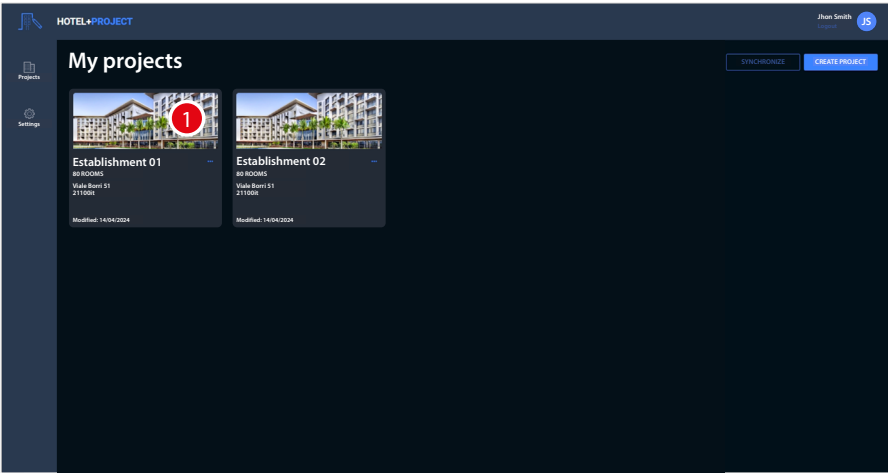 HOTEL+PROJECT
Jhon Smith
Logout
JS
Projects
Settings
My projects
SYNCHRONIZE
CREATE PROJECT
1
Establishment 01
...
80 ROOMS
Viale Borri 51
21100it
Modified: 14/04/2024
Establishment 02
...
80 ROOMS
Viale Borri 51
21100it
Modified: 14/04/2024